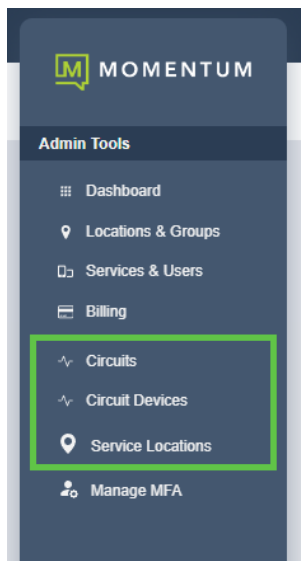 M MOMENTUM
Admin Tools
Dashboard
Locations & Groups
Services & Users
Billing
Circuits
Circuit Devices
Service Locations
Manage MFA